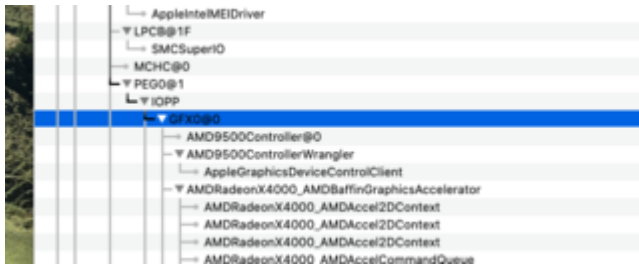 AppleIntelMEIDriver
LPCB@1F
SMCSuperIO
MCHC@0
PEG0@1
IOPP
GFX0@0
AMD9500Controller@0
AMD9500ControllerWrangler
AppleGraphicsDeviceControlClient
AMDRadeonX4000_AMDBaffinGraphicsAccelerator
AMDRadeonX4000_AMDAccel2DContext
AMDRadeonX4000_AMDAccel2DContext
AMDRadeonX4000_AMDAccel2DContext
AMDRadeonX4000_AMDAccelCommandQueue